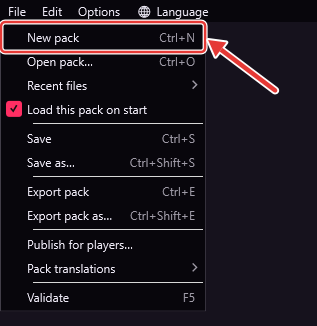 File Edit Options Language
New pack Ctrl+N
Open pack... Ctrl+O
Recent files
Load this pack on start
Save Ctrl+S
Save as... Ctrl+Shift+S
Export pack Ctrl+E
Export pack as... Ctrl+Shift+E
Publish for players...
Pack translations
Validate F5